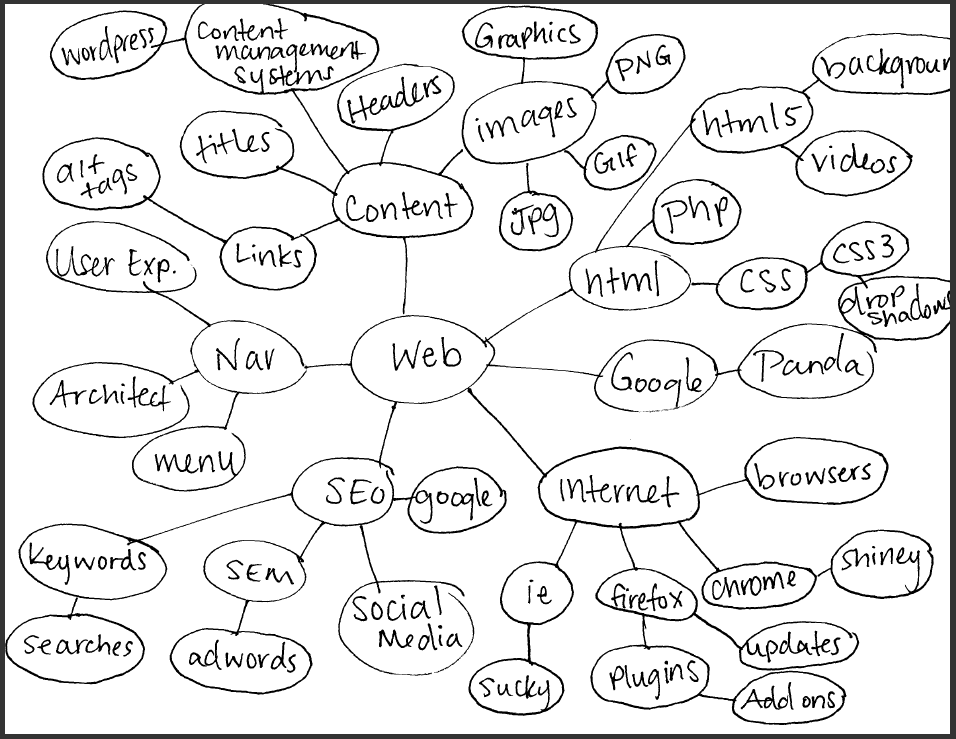 wordpress
Content
management
systems
Graphics
PNG
backgroun
Headers
images
html5
titles
videos
alt
tags
Gif
Content
JPG
php
User Exp.
Links
html
CSS
CSS3
drop
shadows
Nav
Web
Google
Panda
Architect
menu
SEO
google
internet
browsers
keywords
SEM
ie
firefox
chrome
shiney
Social
Media
searches
adwords
sucky
plugins
updates
Add ons